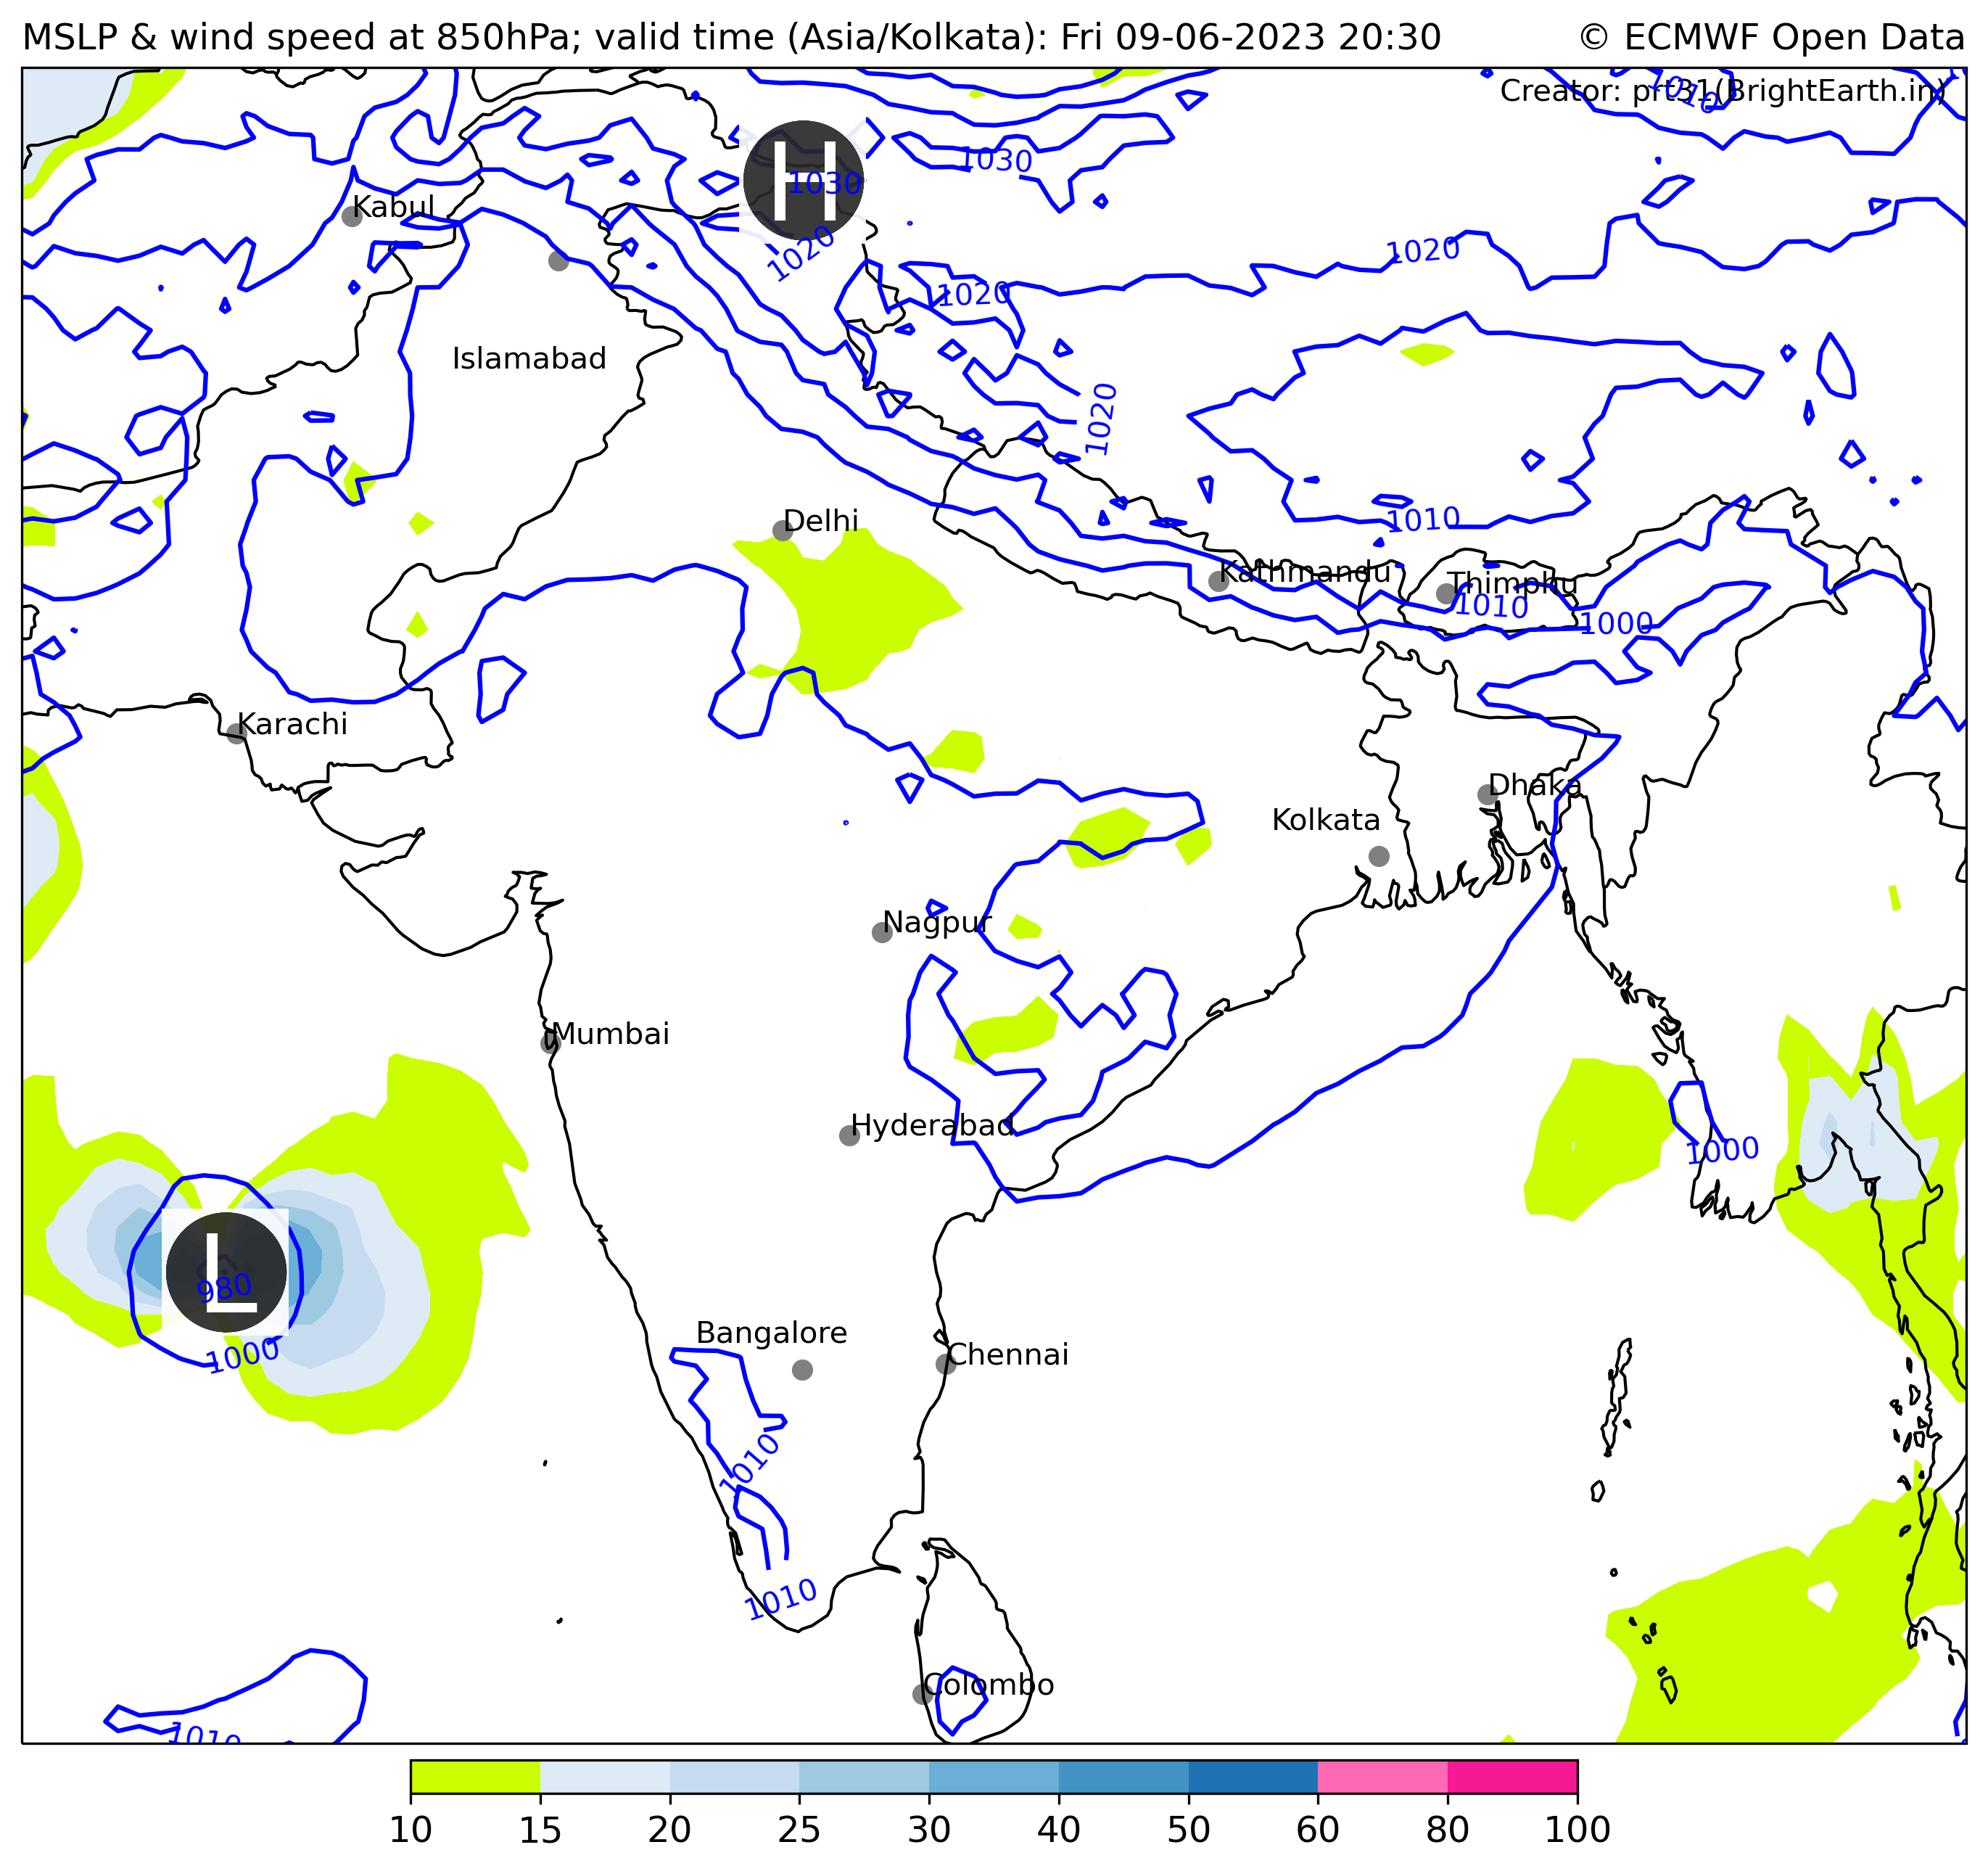 MSLP & wind speed at 850hPa; valid time (Asia/Kolkata): Fri 09-06-2023 20:30
© ECMWF Open Data
1010
Creator: prt31(BrightEarth.in)
1030
H
1030
Kabul
1020
1020
1020
Islamabad
1020
Delhi
1010
Kathmandu
Thimphu
1010
1000
Karachi
Dhaka
Kolkata
Nagpur
Mumbai
Hyderabad
1000
L
980
1000
Bangalore
Chennai
1010
1010
Colombo
1010
10 15 20 25 30 40 50 60 80 100